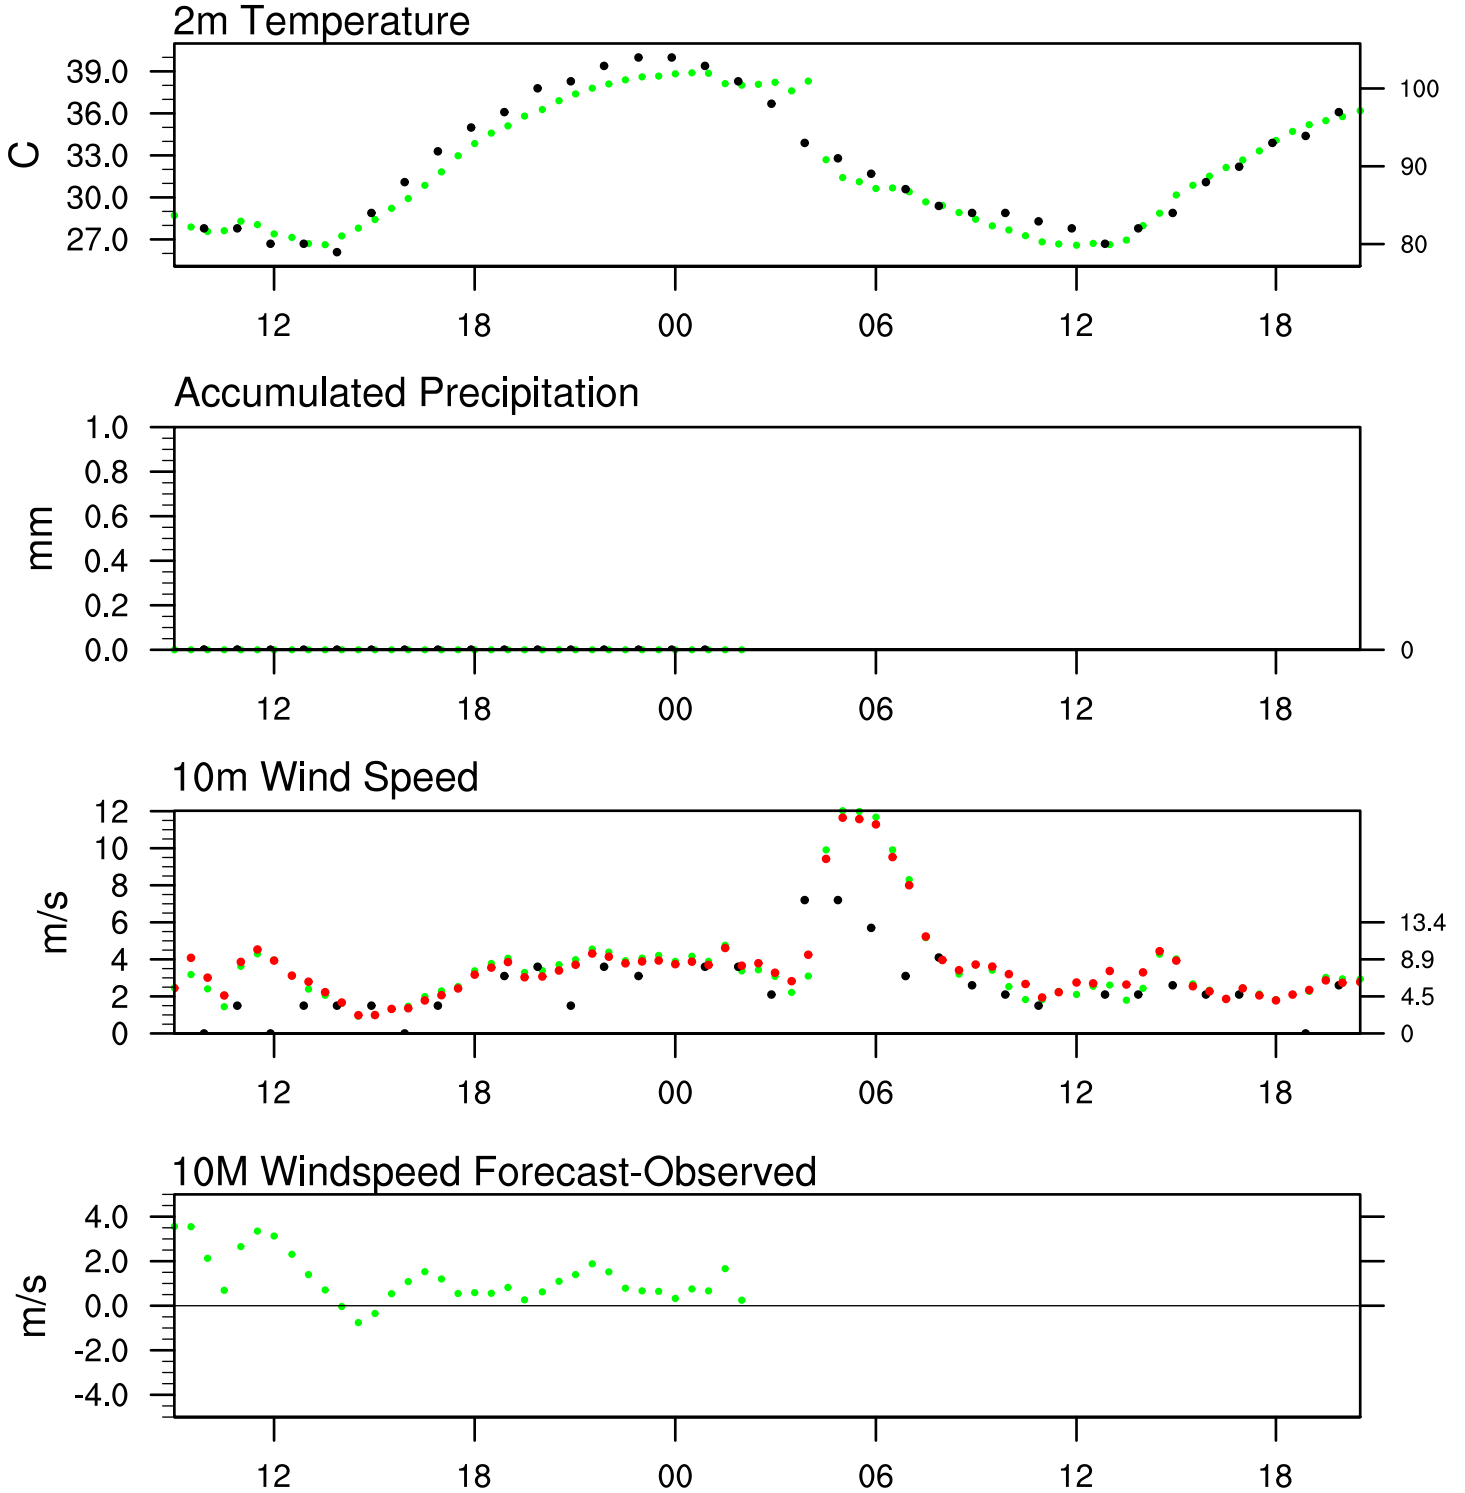 2m Temperature
39.0
36.0
33.0
30.0
27.0
C
100
90
80
12 18 00 06 12 18
Accumulated Precipitation
1.0
0.8
0.6
0.4
0.2
0.0
mm
0
12 18 00 06 12 18
10m Wind Speed
12
10
8
6
4
2
0
m/s
13.4
8.9
4.5
0
12 18 00 06 12 18
10M Windspeed Forecast-Observed
4.0
2.0
0.0
-2.0
-4.0
m/s
12 18 00 06 12 18